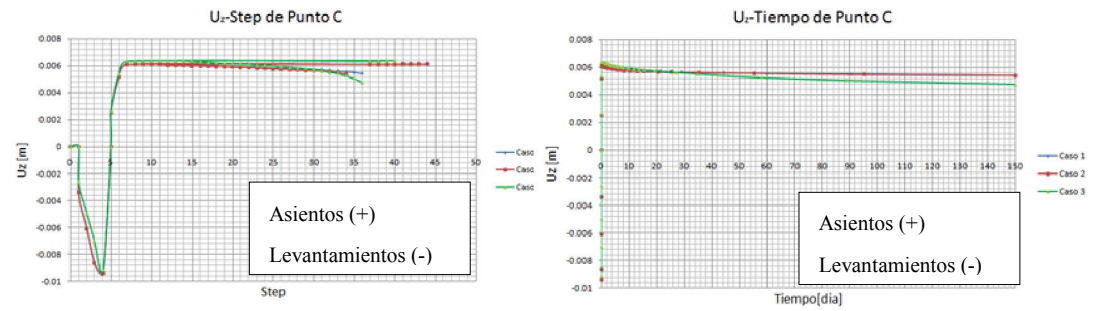 Uz-Step de Punto C
0.008
0.006
0.004
0.002
0
-0.002
-0.004
-0.006
-0.008
-0.01
0 5 10 15 20 25 30 35 40 45 50
Uz [m]
Step
Caso
Caso
Caso
Asientos (+)
Levantamientos (-)
Uz-Tiempo de Punto C
0.008
0.006
0.004
0.002
0
-0.002
-0.004
-0.006
-0.008
-0.01
0 10 20 30 40 50 60 70 80 90 100 110 120 130 140 150
Uz [m]
Tiempo[dia]
Caso 1
Caso 2
Caso 3
Asientos (+)
Levantamientos (-)